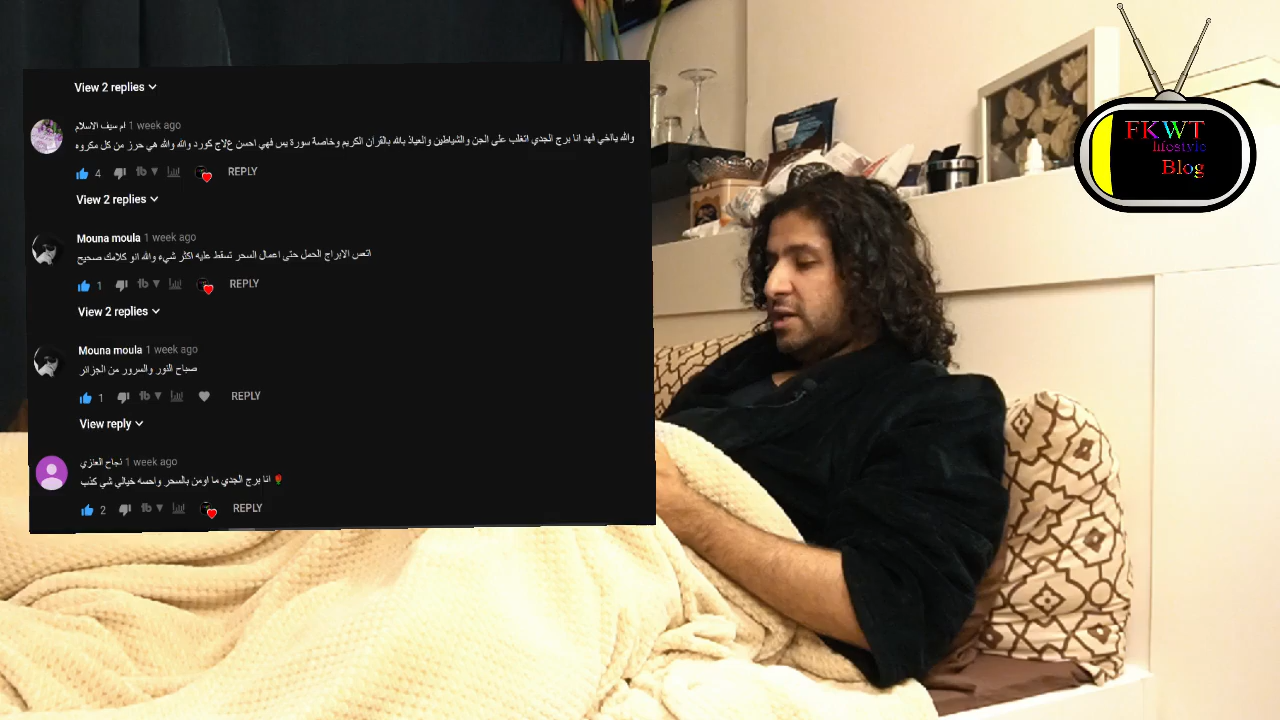 View 2 replies
ام سيف الاسلام 1 week ago
والله يااخي فهد انا برج الجدي اتغلب على الجن والشياطين والعياذ بالله بالقرآن الكريم وخاصة سورة يس فهي احسن علاج كورد والله والله هي حرز من كل مكروه
4 REPLY
View 2 replies
Mouna moula 1 week ago
اتعس الابراج الحمل حتى اعمال السحر تسقط عليه اكثر شيء والله انو كلامك صحيح
1 REPLY
View 2 replies
Mouna moula 1 week ago
صباح النور والسرور من الجزائر
1 REPLY
View reply
نجاح العنزي 1 week ago
انا برج الجدي ما اومن بالسحر واحسه خيالي شي كذب
2 REPLY
FKWT
lifestyle
Blog